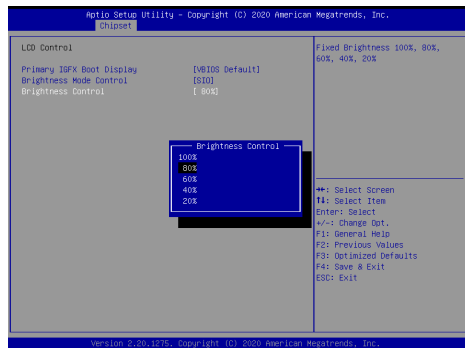 Aptio Setup Utility – Copyright (C) 2020 American Megatrends, Inc.
Chipset
LCD Control
Primary IGFX Boot Display [VBIOS Default]
Brightness Mode Control [SIO]
Brightness Control [ 80%]
Fixed Brightness 100%, 80%,
60%, 40%, 20%
Brightness Control
100%
80%
60%
40%
20%
→←: Select Screen
↑↓: Select Item
Enter: Select
+/-: Change Opt.
F1: General Help
F2: Previous Values
F3: Optimized Defaults
F4: Save & Exit
ESC: Exit
Version 2.20.1275. Copyright (C) 2020 American Megatrends, Inc.